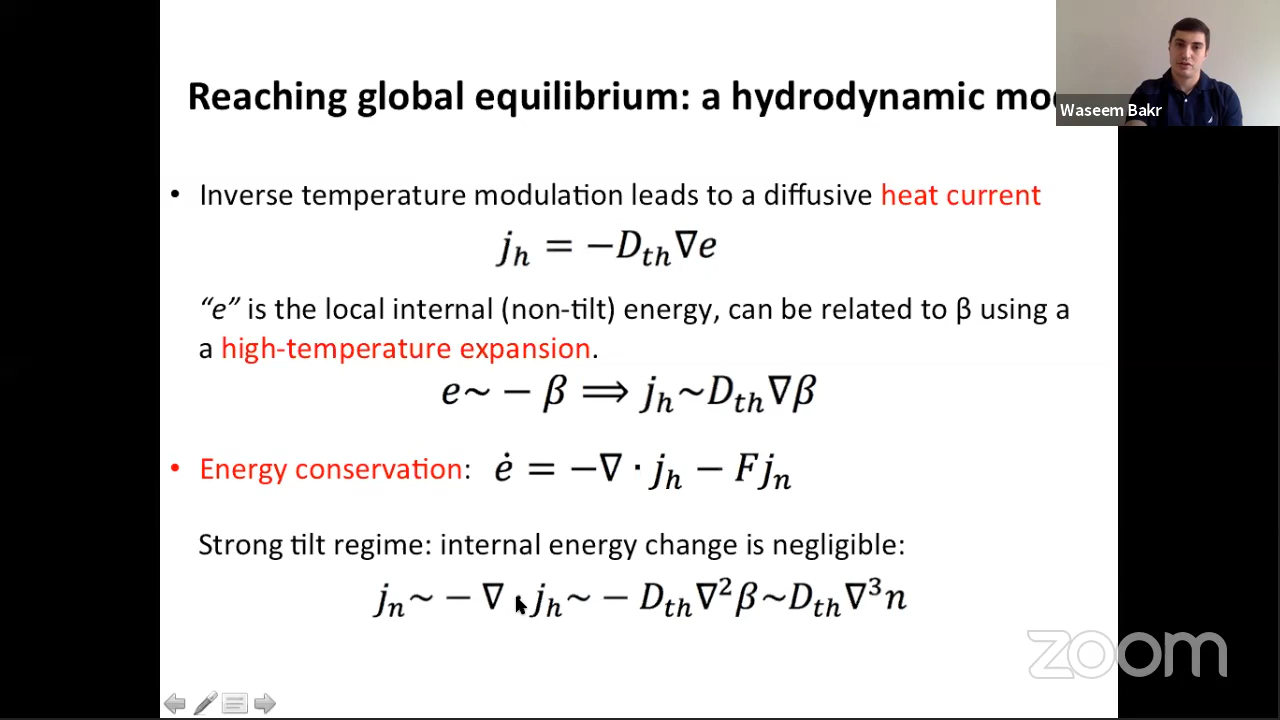 Reaching global equilibrium: a hydrodynamic mo
Waseem Bakr
• Inverse temperature modulation leads to a diffusive heat current
j_h = −D_th ∇e
“e” is the local internal (non-tilt) energy, can be related to β using a
a high-temperature expansion.
e~ − β ⟹ j_h~D_th∇β
• Energy conservation: ė = −∇ · j_h − Fj_n
Strong tilt regime: internal energy change is negligible:
j_n~ − ∇ · j_h~ − D_th∇²β~D_th∇³n
zoom